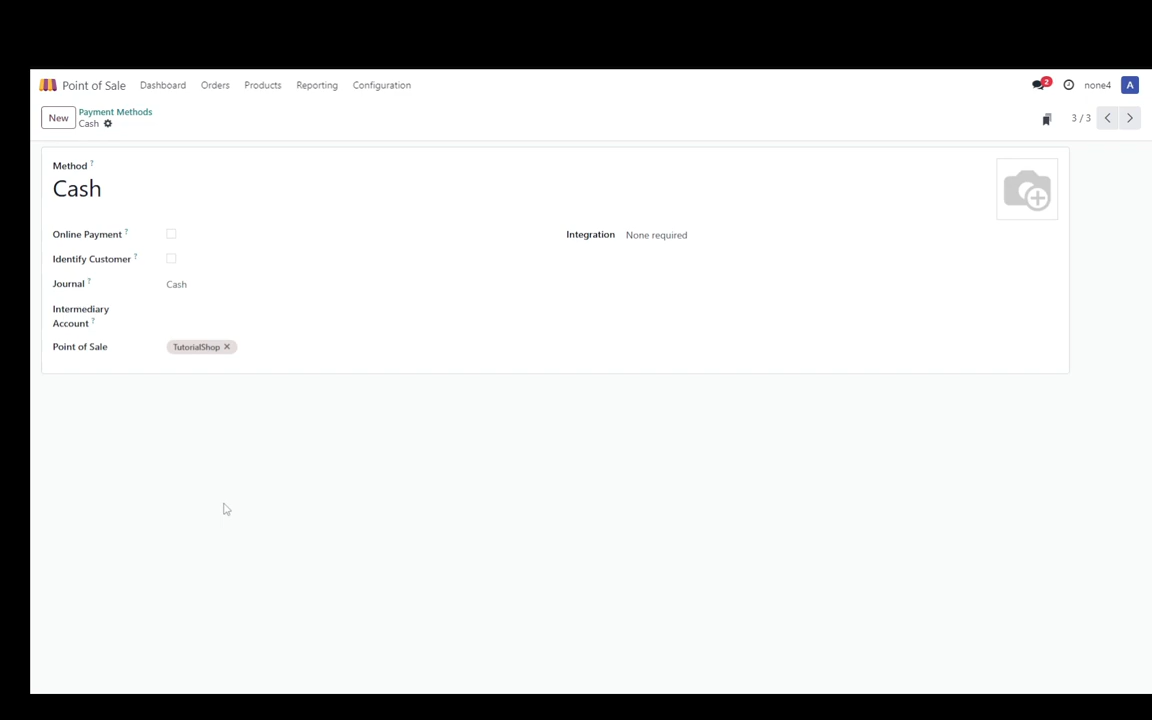 Point of Sale Dashboard Orders Products Reporting Configuration 2 none4 A
New Payment Methods
Cash 3 / 3
Method ?
Cash
Online Payment ? Integration None required
Identify Customer ?
Journal ? Cash
Intermediary
Account ?
Point of Sale TutorialShop ×